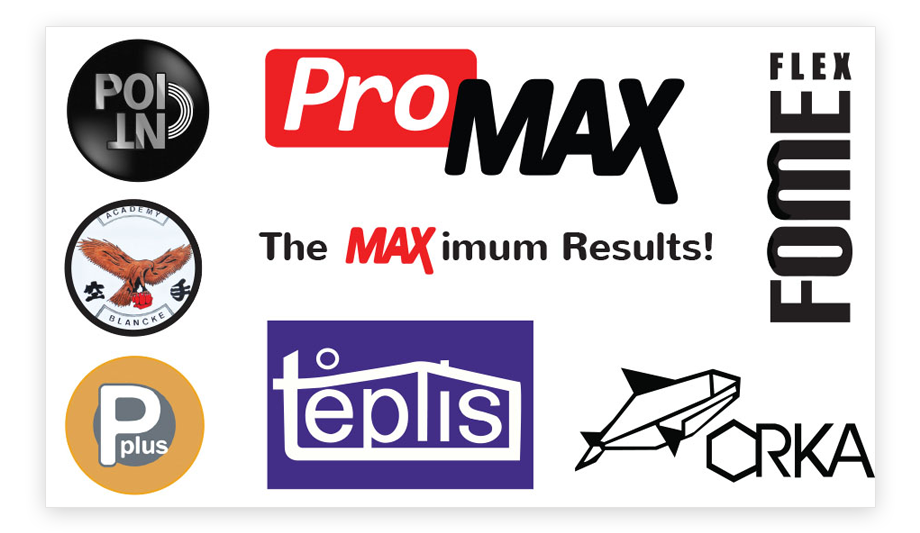 POI
NT
ACADEMY
空 手
BLANCKE
P
plus
Pro
MAX
The MAXimum Results!
teplis
FLEX
FOME
ORKA